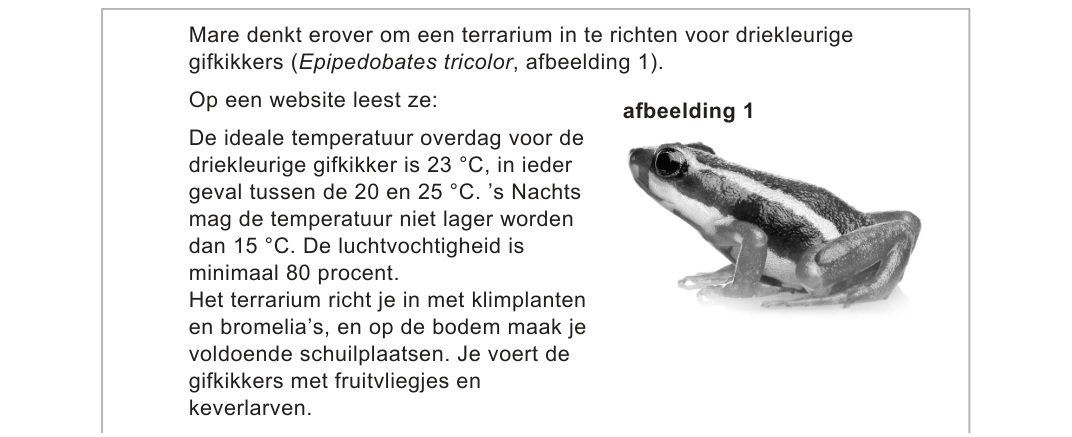 Mare denkt erover om een terrarium in te richten voor driekleurige
gifkikkers (Epipedobates tricolor, afbeelding 1).
Op een website leest ze:
afbeelding 1
De ideale temperatuur overdag voor de
driekleurige gifkikker is 23 °C, in ieder
geval tussen de 20 en 25 °C. ’s Nachts
mag de temperatuur niet lager worden
dan 15 °C. De luchtvochtigheid is
minimaal 80 procent.
Het terrarium richt je in met klimplanten
en bromelia’s, en op de bodem maak je
voldoende schuilplaatsen. Je voert de
gifkikkers met fruitvliegjes en
keverlarven.